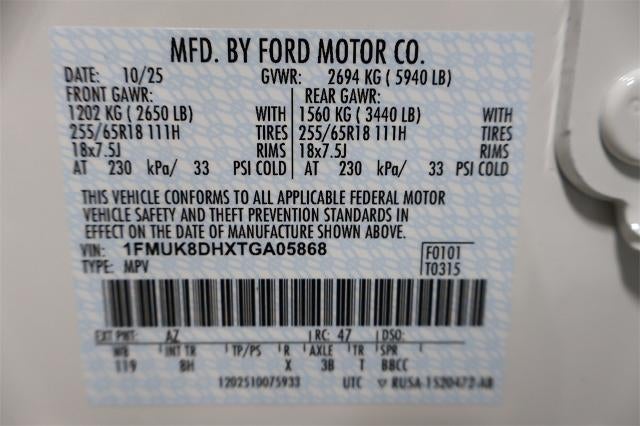 MFD. BY FORD MOTOR CO.
DATE: 10/25 GVWR: 2694 KG ( 5940 LB)
FRONT GAWR: REAR GAWR:
1202 KG ( 2650 LB) WITH 1560 KG ( 3440 LB) WITH
255/65R18 111H TIRES 255/65R18 111H TIRES
18x7.5J RIMS 18x7.5J RIMS
AT 230 kPa/ 33 PSI COLD AT 230 kPa/ 33 PSI COLD
THIS VEHICLE CONFORMS TO ALL APPLICABLE FEDERAL MOTOR
VEHICLE SAFETY AND THEFT PREVENTION STANDARDS IN
EFFECT ON THE DATE OF MANUFACTURE SHOWN ABOVE.
VIN: 1FMUK8DHXTGA05868 F0101
TYPE: MPV T0315
EXT PNT: AZ RC: 47 DSO:
WB INT TR TP/PS R AXLE TR SPR
119 8H X 3B T BBCC
1202510075933 UTC RUSA-1520472-AB